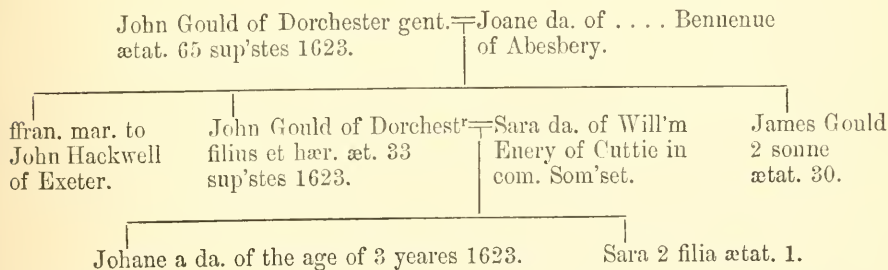 John Gould of Dorchester gent.
ætat. 65 sup'stes 1623.
Joane da. of . . . . Benuenue
of Abesbery.
ffran. mar. to
John Hackwell
of Exeter.
John Gould of Dorchestr
filius et hær. æt. 33
sup'stes 1623.
Sara da. of Will'm
Enery of Cuttie in
com. Som'set.
James Gould
2 sonne
ætat. 30.
Johane a da. of the age of 3 yeares 1623.
Sara 2 filia ætat. 1.